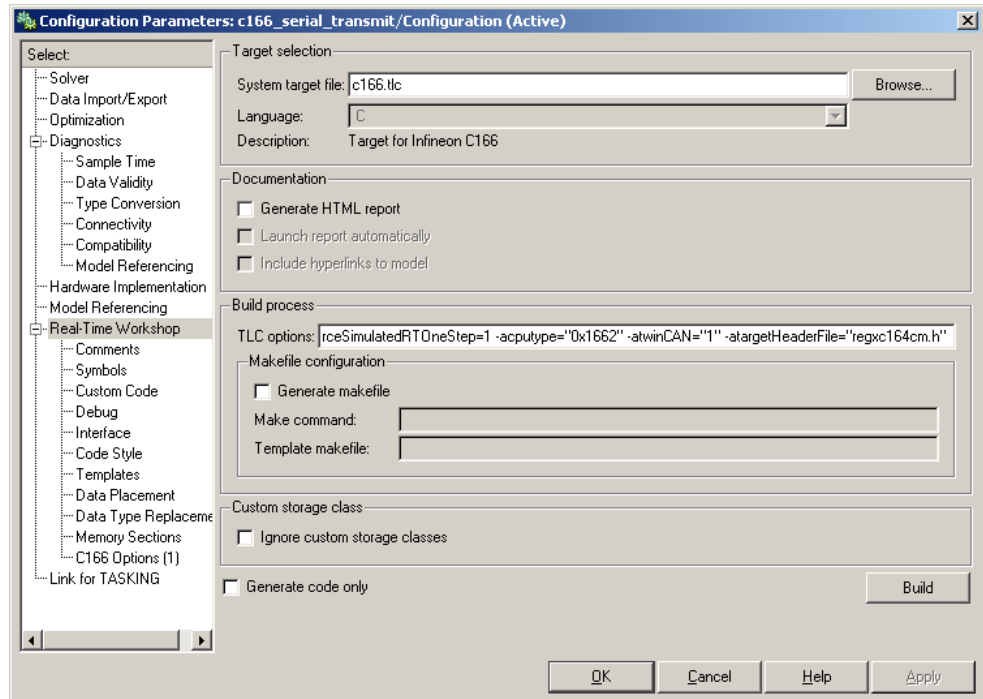 Configuration Parameters: c166_serial_transmit/Configuration (Active)
Select:
Solver
Data Import/Export
Optimization
Diagnostics
Sample Time
Data Validity
Type Conversion
Connectivity
Compatibility
Model Referencing
Hardware Implementation
Model Referencing
Real-Time Workshop
Comments
Symbols
Custom Code
Debug
Interface
Code Style
Templates
Data Placement
Data Type Replaceme
Memory Sections
C166 Options (1)
Link for TASKING
Target selection
System target file: c166.tlc Browse...
Language: C
Description: Target for Infineon C166
Documentation
Generate HTML report
Launch report automatically
Include hyperlinks to model
Build process
TLC options: rceSimulatedRTOneStep=1 -acputype="0x1662" -atwinCAN="1" -atargetHeaderFile="regxc164cm.h"
Makefile configuration
Generate makefile
Make command:
Template makefile:
Custom storage class
Ignore custom storage classes
Generate code only Build
OK Cancel Help Apply